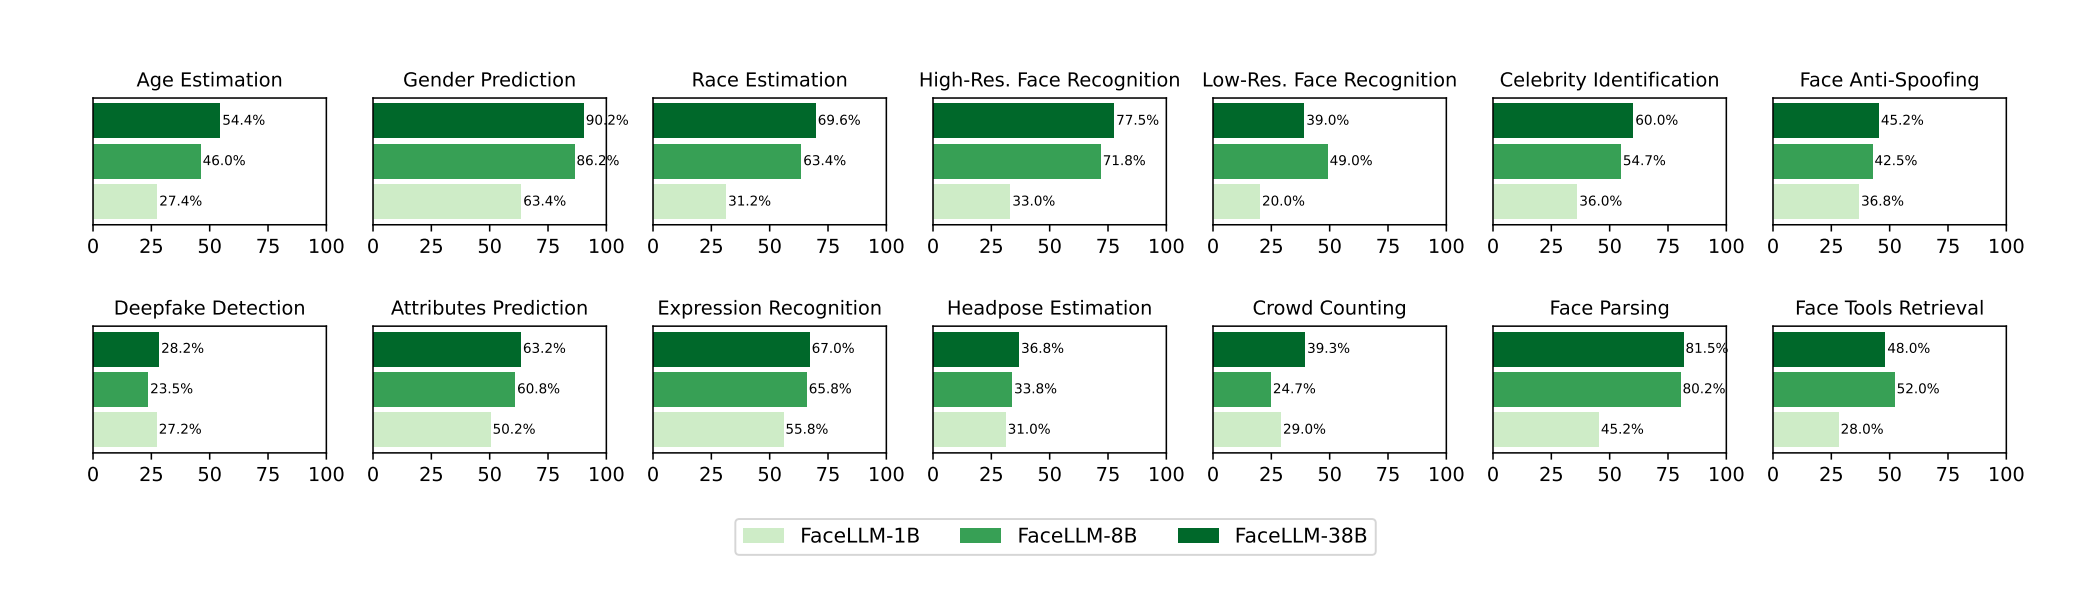 Age Estimation
54.4%
46.0%
27.4%
0 25 50 75 100
Gender Prediction
90.2%
86.2%
63.4%
0 25 50 75 100
Race Estimation
69.6%
63.4%
31.2%
0 25 50 75 100
High-Res. Face Recognition
77.5%
71.8%
33.0%
0 25 50 75 100
Low-Res. Face Recognition
39.0%
49.0%
20.0%
0 25 50 75 100
Celebrity Identification
60.0%
54.7%
36.0%
0 25 50 75 100
Face Anti-Spoofing
45.2%
42.5%
36.8%
0 25 50 75 100
Deepfake Detection
28.2%
23.5%
27.2%
0 25 50 75 100
Attributes Prediction
63.2%
60.8%
50.2%
0 25 50 75 100
Expression Recognition
67.0%
65.8%
55.8%
0 25 50 75 100
Headpose Estimation
36.8%
33.8%
31.0%
0 25 50 75 100
Crowd Counting
39.3%
24.7%
29.0%
0 25 50 75 100
Face Parsing
81.5%
80.2%
45.2%
0 25 50 75 100
Face Tools Retrieval
48.0%
52.0%
28.0%
0 25 50 75 100
FaceLLM-1B FaceLLM-8B FaceLLM-38B